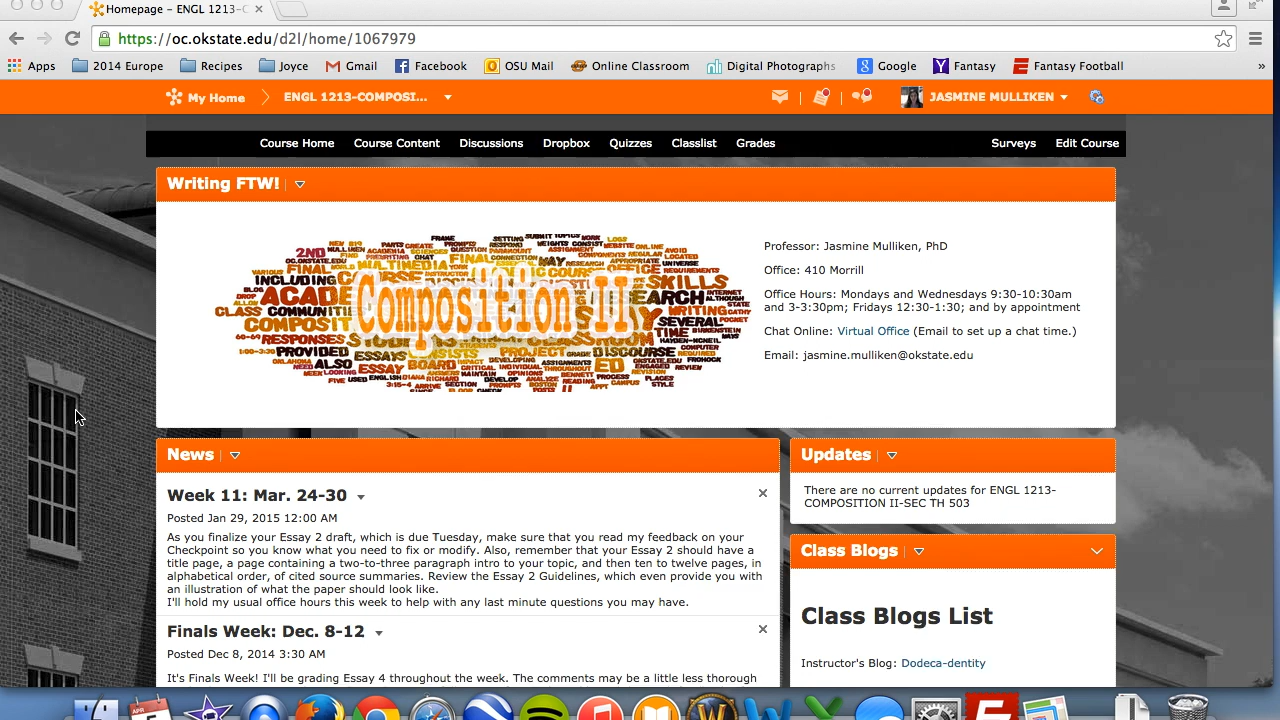 Homepage – ENGL 1213-C
https://oc.okstate.edu/d2l/home/1067979
Apps 2014 Europe Recipes Joyce Gmail Facebook OSU Mail Online Classroom Digital Photographs Google Fantasy Fantasy Football »
My Home ENGL 1213-COMPOSI... JASMINE MULLIKEN
Course Home Course Content Discussions Dropbox Quizzes Classlist Grades Surveys Edit Course
Writing FTW!
Composition II
Professor: Jasmine Mulliken, PhD
Office: 410 Morrill
Office Hours: Mondays and Wednesdays 9:30-10:30am
and 3-3:30pm; Fridays 12:30-1:30; and by appointment
Chat Online: Virtual Office (Email to set up a chat time.)
Email: jasmine.mulliken@okstate.edu
News
Week 11: Mar. 24-30
Posted Jan 29, 2015 12:00 AM
As you finalize your Essay 2 draft, which is due Tuesday, make sure that you read my feedback on your
Checkpoint so you know what you need to fix or modify. Also, remember that your Essay 2 should have a
title page, a page containing a two-to-three paragraph intro to your topic, and then ten to twelve pages, in
alphabetical order, of cited source summaries. Review the Essay 2 Guidelines, which even provide you with
an illustration of what the paper should look like.
I'll hold my usual office hours this week to help with any last minute questions you may have.
Finals Week: Dec. 8-12
Posted Dec 8, 2014 3:30 AM
It's Finals Week! I'll be grading Essay 4 throughout the week. The comments may be a little less thorough
Updates
There are no current updates for ENGL 1213-
COMPOSITION II-SEC TH 503
Class Blogs
Class Blogs List
Instructor's Blog: Dodeca-dentity